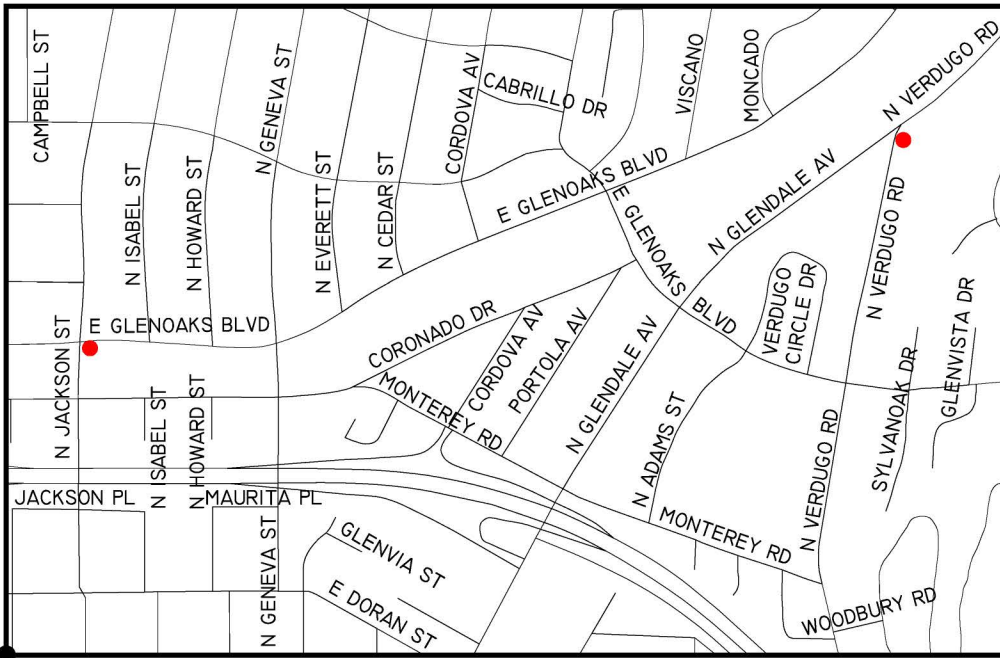 CAMPBELL ST
N GENEVA ST
CORDOVA AV
CABRILLO DR
VISCANO
MONCADO
N VERDUGO RD
N ISABEL ST
N HOWARD ST
N EVERETT ST
N CEDAR ST
E GLENOAKS BLVD
E GLENOAKS BLVD
N GLENDALE AV
N VERDUGO RD
VERDUGO
CIRCLE DR
GLENVISTA DR
N JACKSON ST
E GLENOAKS BLVD
CORONADO DR
MONTEREY RD
CORDOVA AV
PORTOLA AV
N GLENDALE AV
N ADAMS ST
N VERDUGO RD
SYLVANOAK DR
N ISABEL ST
N HOWARD ST
JACKSON PL
MAURITA PL
N GENEVA ST
GLENVIA ST
E DORAN ST
MONTEREY RD
WOODBURY RD